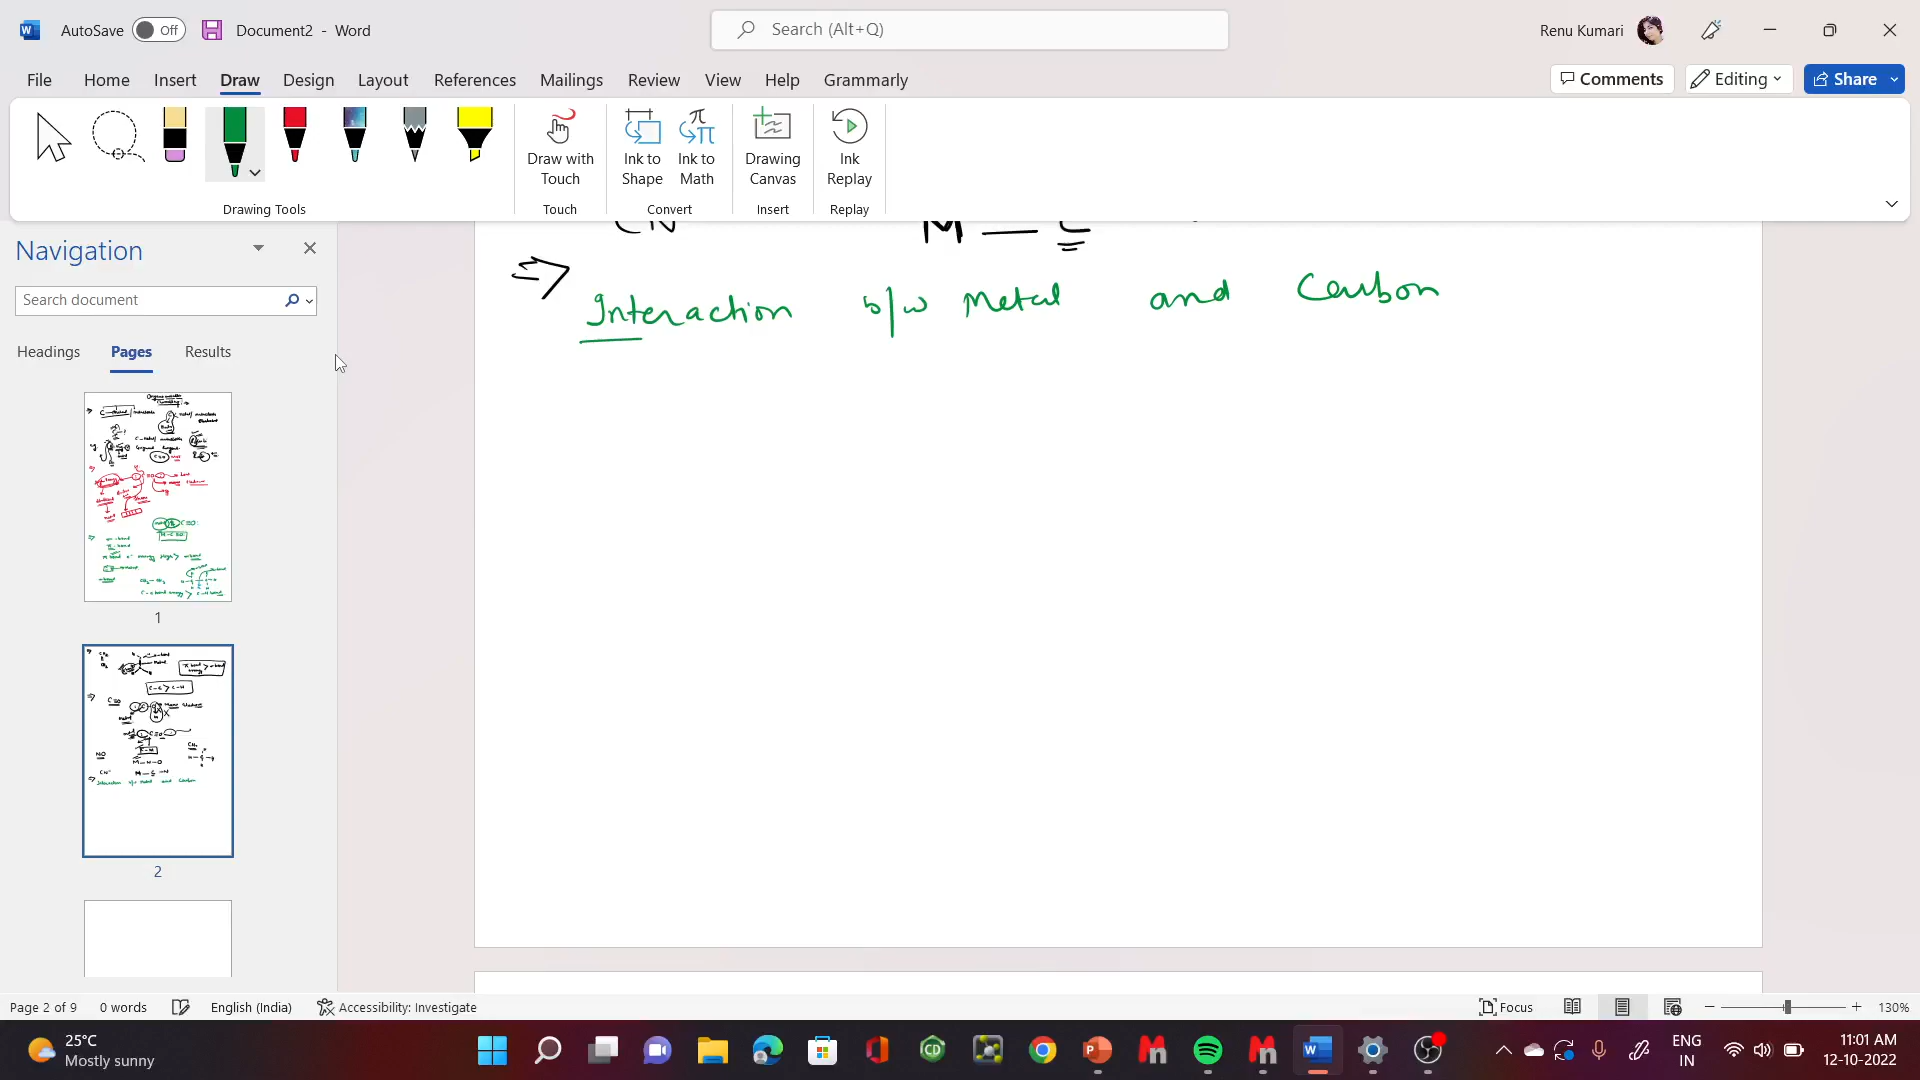 AutoSave Off Document2 - Word Search (Alt+Q) Renu Kumari
File Home Insert Draw Design Layout References Mailings Review View Help Grammarly Comments Editing Share
Draw with Touch
Ink to Shape
Ink to Math
Drawing Canvas
Ink Replay
Drawing Tools Touch Convert Insert Replay
Navigation
Search document
Headings Pages Results
CN M — C
⇒ Interaction b/w Metal and Carbon
1
2
Page 2 of 9 0 words English (India) Accessibility: Investigate Focus 130%
25°C
Mostly sunny
ENG
IN
11:01 AM
12-10-2022